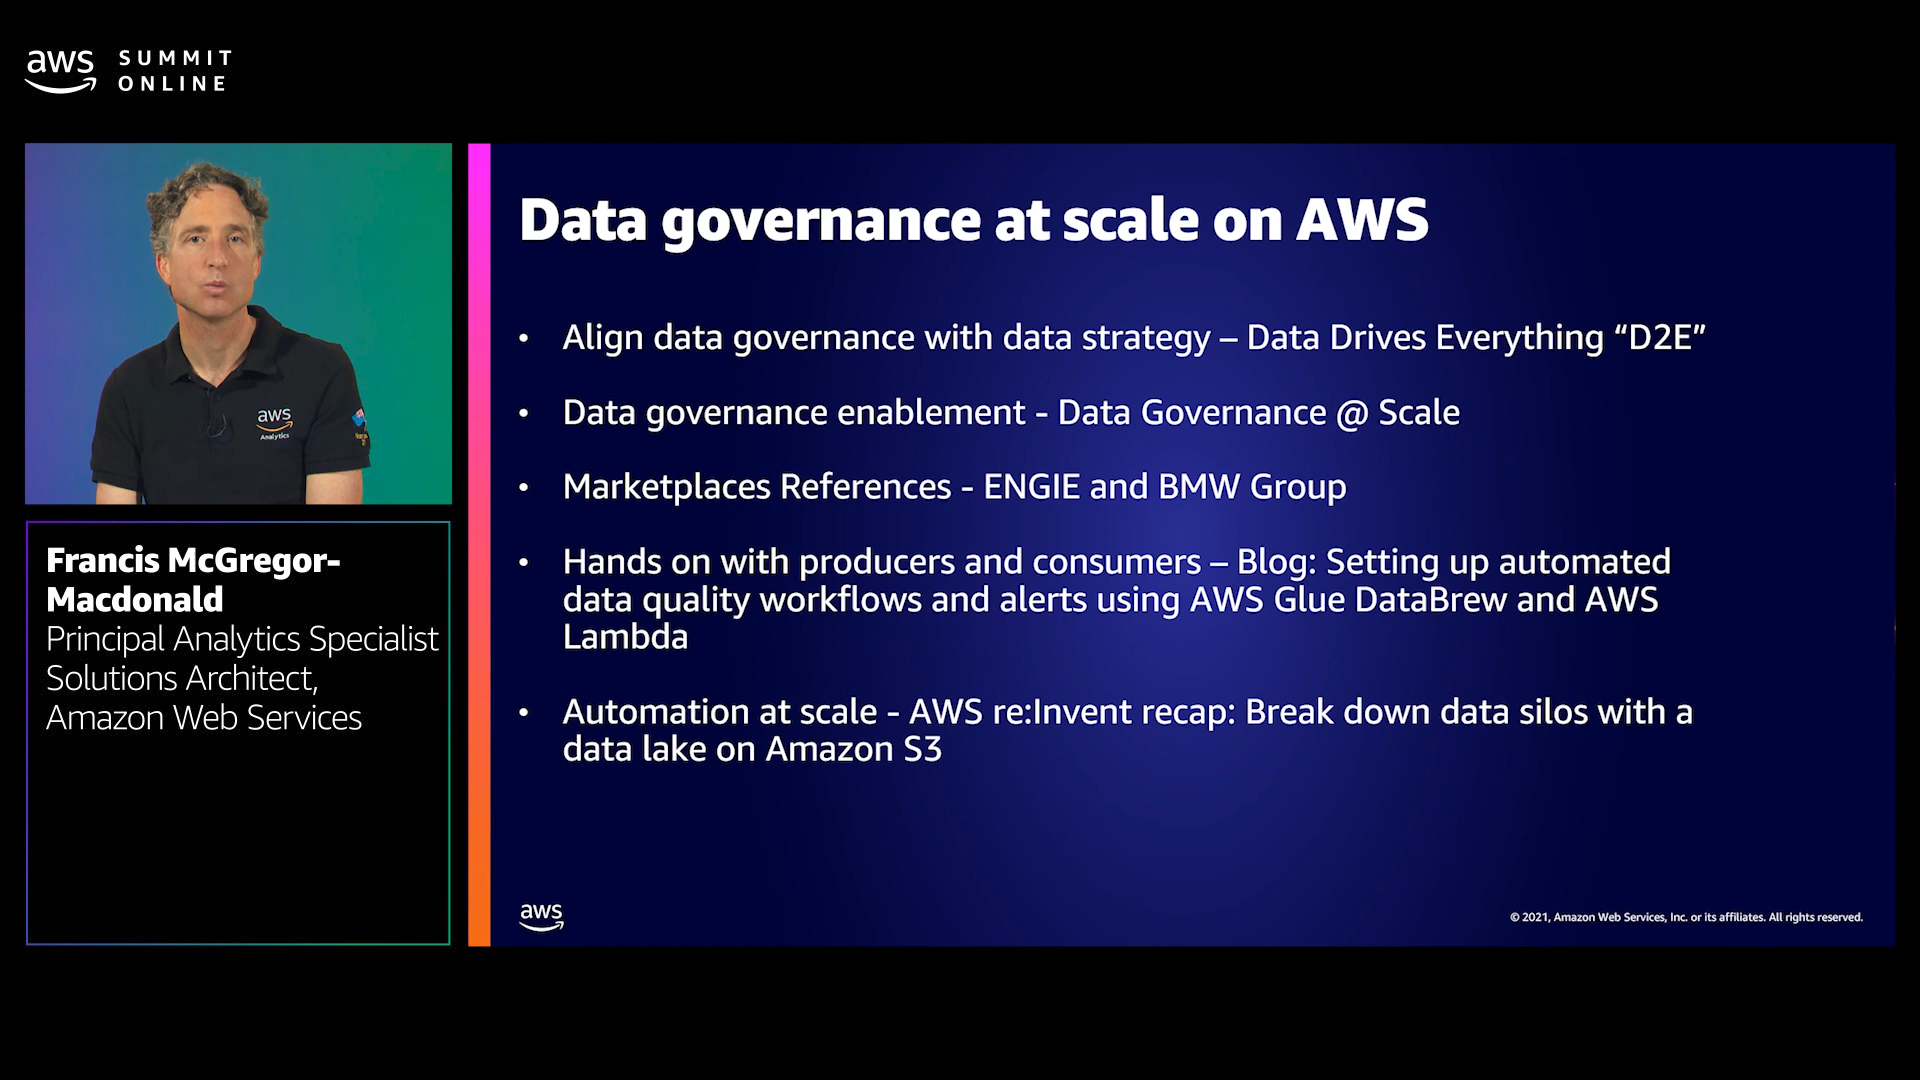 aws
SUMMIT
ONLINE
aws
Analytics
Francis McGregor-
Macdonald
Principal Analytics Specialist
Solutions Architect,
Amazon Web Services
Data governance at scale on AWS
• Align data governance with data strategy – Data Drives Everything “D2E”
• Data governance enablement - Data Governance @ Scale
• Marketplaces References - ENGIE and BMW Group
• Hands on with producers and consumers – Blog: Setting up automated
data quality workflows and alerts using AWS Glue DataBrew and AWS
Lambda
• Automation at scale - AWS re:Invent recap: Break down data silos with a
data lake on Amazon S3
aws
© 2021, Amazon Web Services, Inc. or its affiliates. All rights reserved.